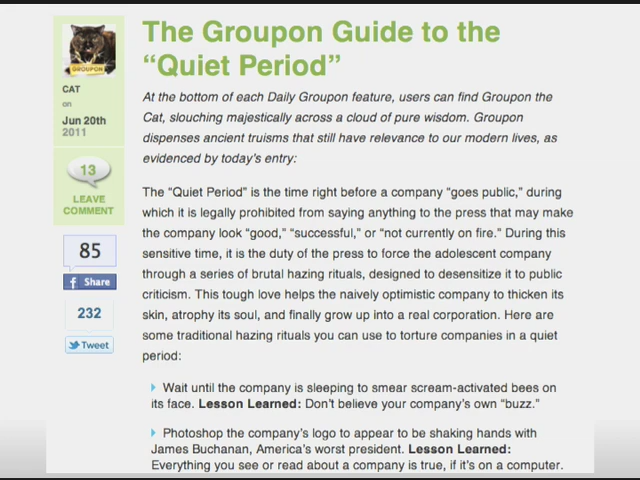 The Groupon Guide to the
“Quiet Period”
GROUPON
CAT
on
Jun 20th
2011
At the bottom of each Daily Groupon feature, users can find Groupon the
Cat, slouching majestically across a cloud of pure wisdom. Groupon
dispenses ancient truisms that still have relevance to our modern lives, as
evidenced by today's entry:
13
LEAVE
COMMENT
85
Share
232
Tweet
The “Quiet Period” is the time right before a company “goes public,” during
which it is legally prohibited from saying anything to the press that may make
the company look “good,” “successful,” or “not currently on fire.” During this
sensitive time, it is the duty of the press to force the adolescent company
through a series of brutal hazing rituals, designed to desensitize it to public
criticism. This tough love helps the naively optimistic company to thicken its
skin, atrophy its soul, and finally grow up into a real corporation. Here are
some traditional hazing rituals you can use to torture companies in a quiet
period:
Wait until the company is sleeping to smear scream-activated bees on
its face. Lesson Learned: Don't believe your company's own “buzz.”
Photoshop the company's logo to appear to be shaking hands with
James Buchanan, America's worst president. Lesson Learned:
Everything you see or read about a company is true, if it's on a computer.